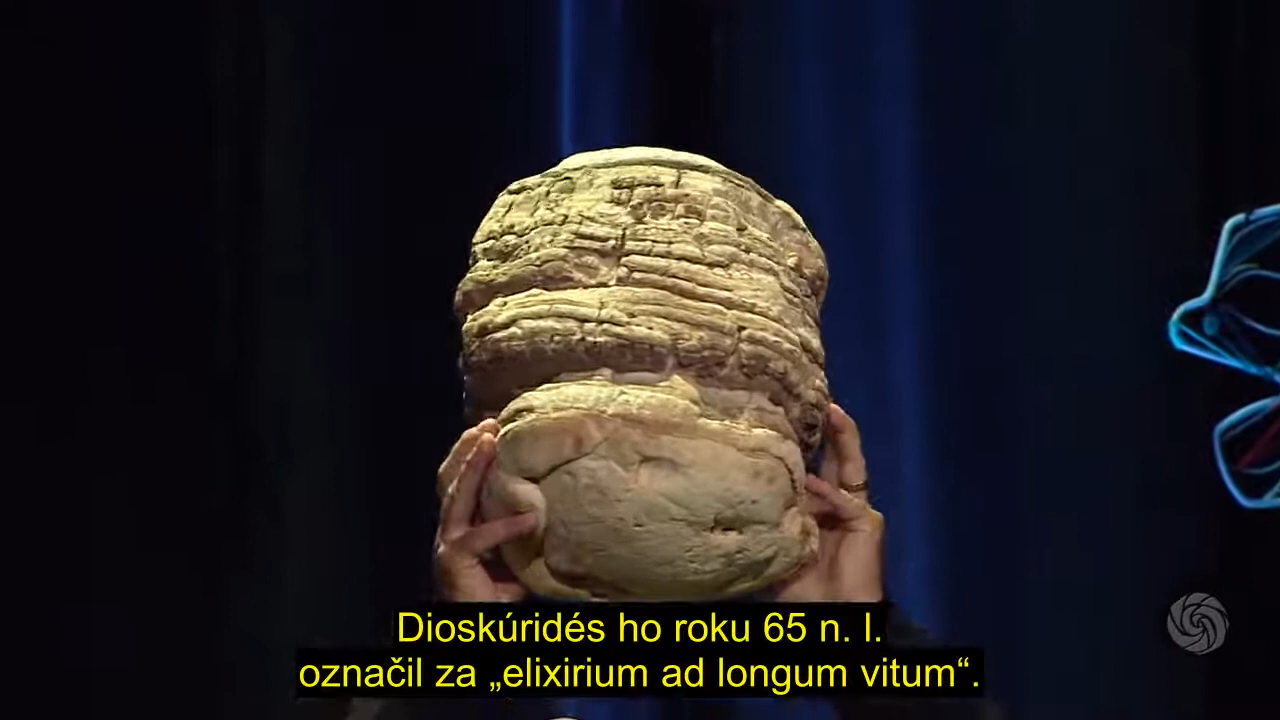 Dioskúridés ho roku 65 n. l.
označil za „elixirium ad longum vitum“.